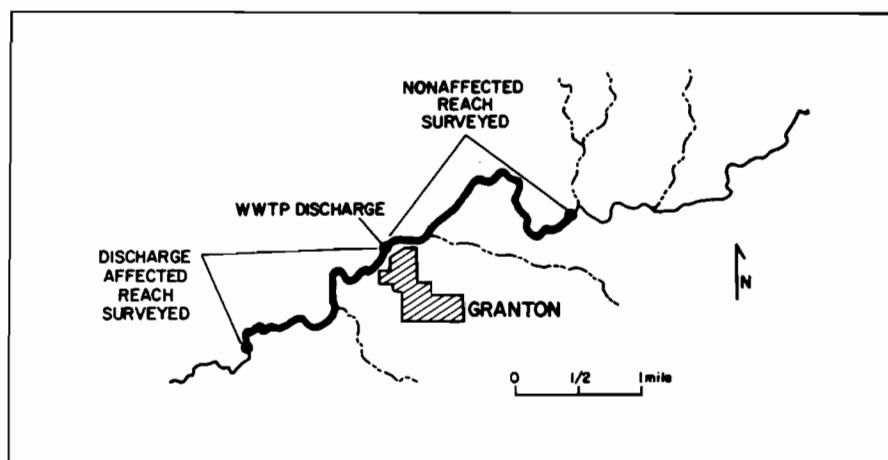 NONAFFECTED
REACH
SURVEYED
WWTP DISCHARGE
DISCHARGE
AFFECTED
REACH
SURVEYED
GRANTON
N
0 1/2 1 mile